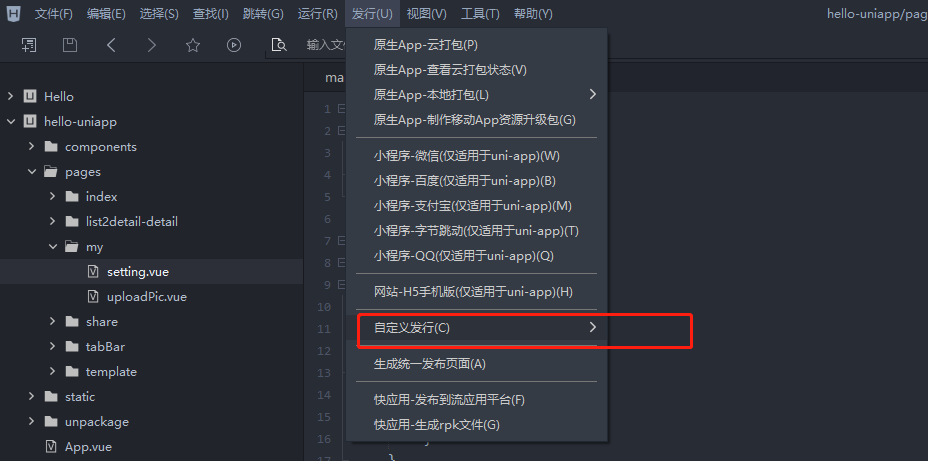 文件(F) 编辑(E) 选择(S) 查找(I) 跳转(G) 运行(R) 发行(U) 视图(V) 工具(T) 帮助(Y) hello-uniapp/pag
输入文
ma
Hello
hello-uniapp
components
pages
index
list2detail-detail
my
setting.vue
uploadPic.vue
share
tabBar
template
static
unpackage
App.vue
1
2
3
4
5
6
7
8
9
10
11
12
13
14
15
16
17
}
}
原生App-云打包(P)
原生App-查看云打包状态(V)
原生App-本地打包(L)
原生App-制作移动App资源升级包(G)
小程序-微信(仅适用于uni-app)(W)
小程序-百度(仅适用于uni-app)(B)
小程序-支付宝(仅适用于uni-app)(M)
小程序-字节跳动(仅适用于uni-app)(T)
小程序-QQ(仅适用于uni-app)(Q)
网站-H5手机版(仅适用于uni-app)(H)
自定义发行(C)
生成统一发布页面(A)
快应用-发布到流应用平台(F)
快应用-生成rpk文件(G)